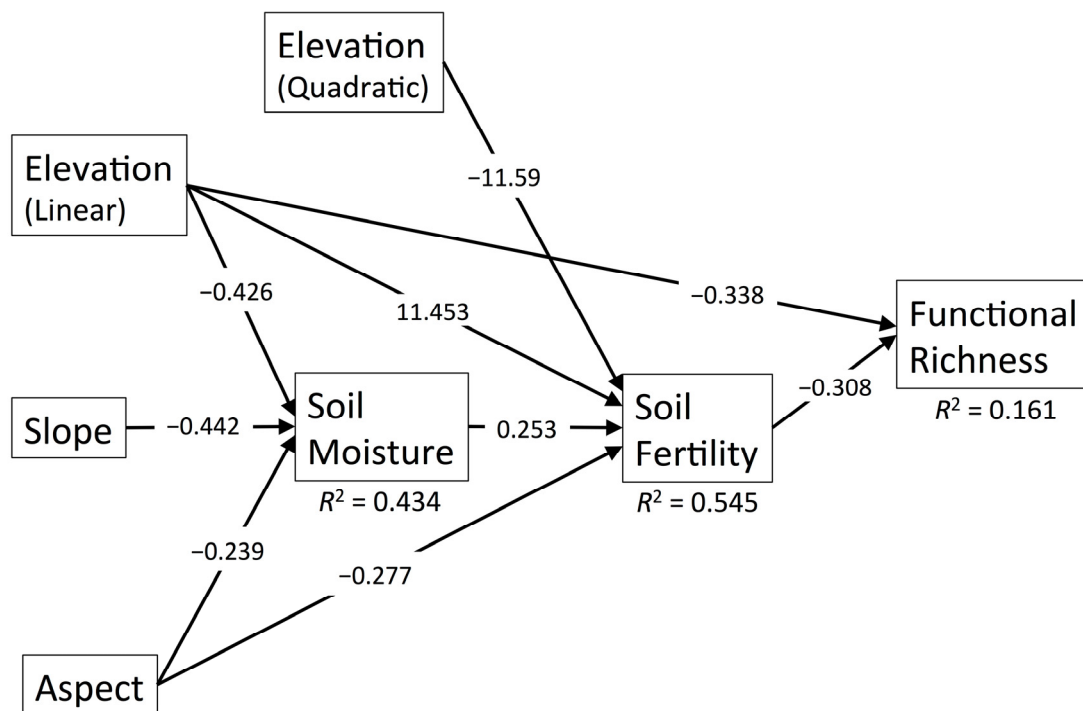 Elevation
(Quadratic)
Elevation
(Linear)
−11.59
−0.426
11.453
−0.338
Functional
Richness
R² = 0.161
Slope
−0.442
Soil
Moisture
R² = 0.434
0.253
Soil
Fertility
R² = 0.545
−0.308
−0.239
−0.277
Aspect